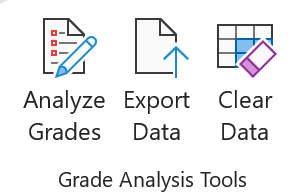 Analyze Export Clear
Grades Data Data
Grade Analysis Tools